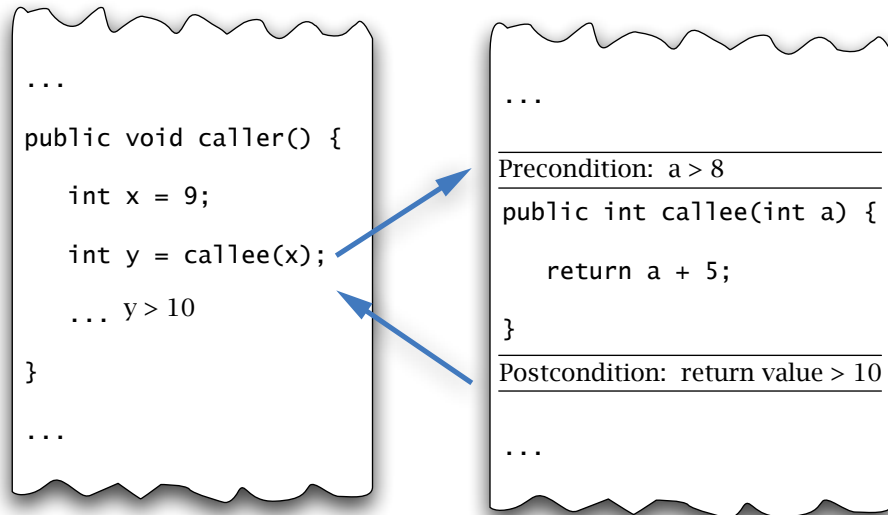 ...
public void caller() {
int x = 9;
int y = callee(x);
... y > 10
}
...
...
Precondition: a > 8
public int callee(int a) {
return a + 5;
}
Postcondition: return value > 10
...